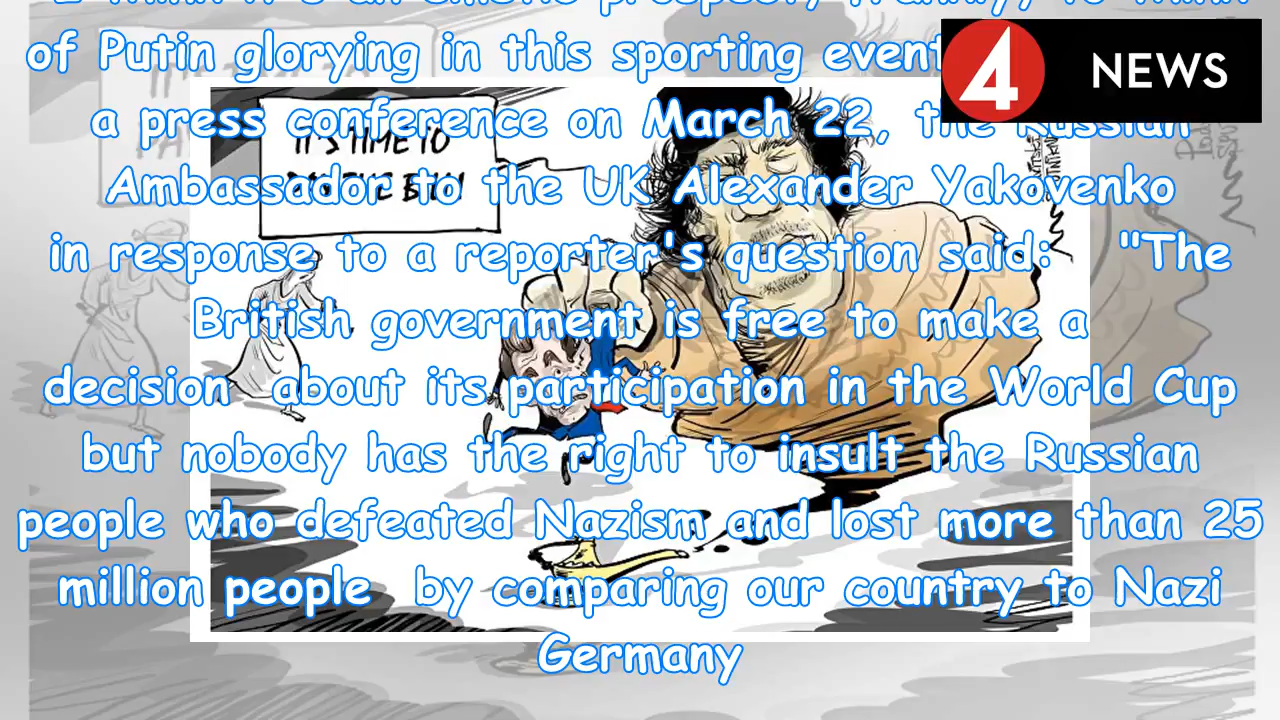 of Putin glorying in this sporting event
4 NEWS
a press conference on March 22, the Russian
Ambassador to the UK Alexander Yakovenko
in response to a reporter's question said: "The
British government is free to make a
decision about its participation in the World Cup
but nobody has the right to insult the Russian
people who defeated Nazism and lost more than 25
million people by comparing our country to Nazi
Germany
IT'S TIME TO